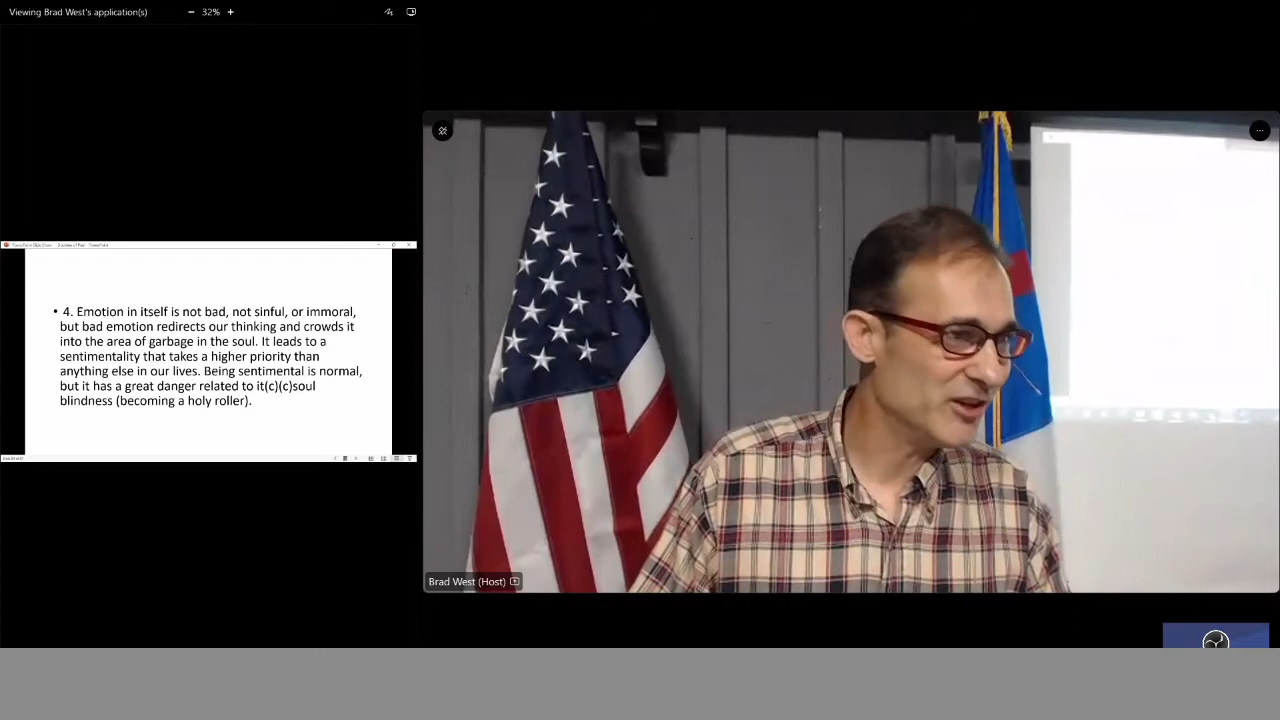 Viewing Brad West's application(s)
− 32% +
• 4. Emotion in itself is not bad, not sinful, or immoral,
but bad emotion redirects our thinking and crowds it
into the area of garbage in the soul. It leads to a
sentimentality that takes a higher priority than
anything else in our lives. Being sentimental is normal,
but it has a great danger related to it(c)(c)soul
blindness (becoming a holy roller).
Brad West (Host)